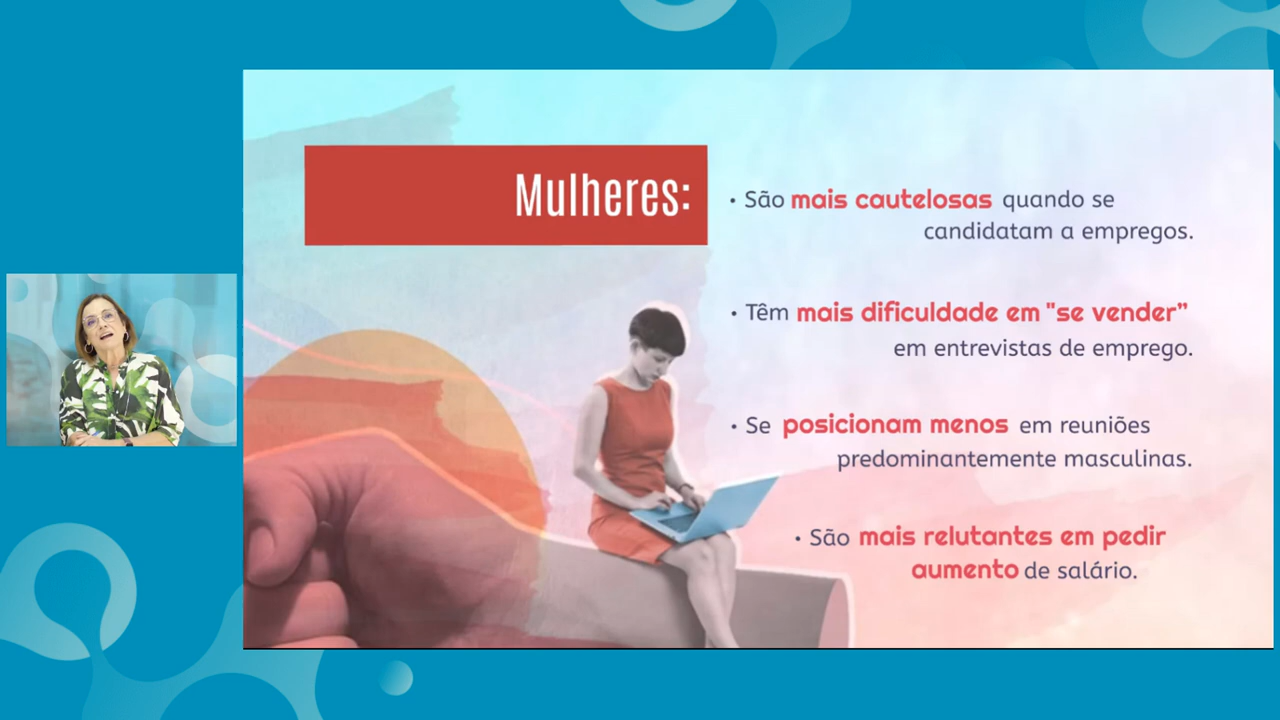 Mulheres:
• São mais cautelosas quando se
candidatam a empregos.
• Têm mais dificuldade em "se vender”
em entrevistas de emprego.
• Se posicionam menos em reuniões
predominantemente masculinas.
• São mais relutantes em pedir
aumento de salário.